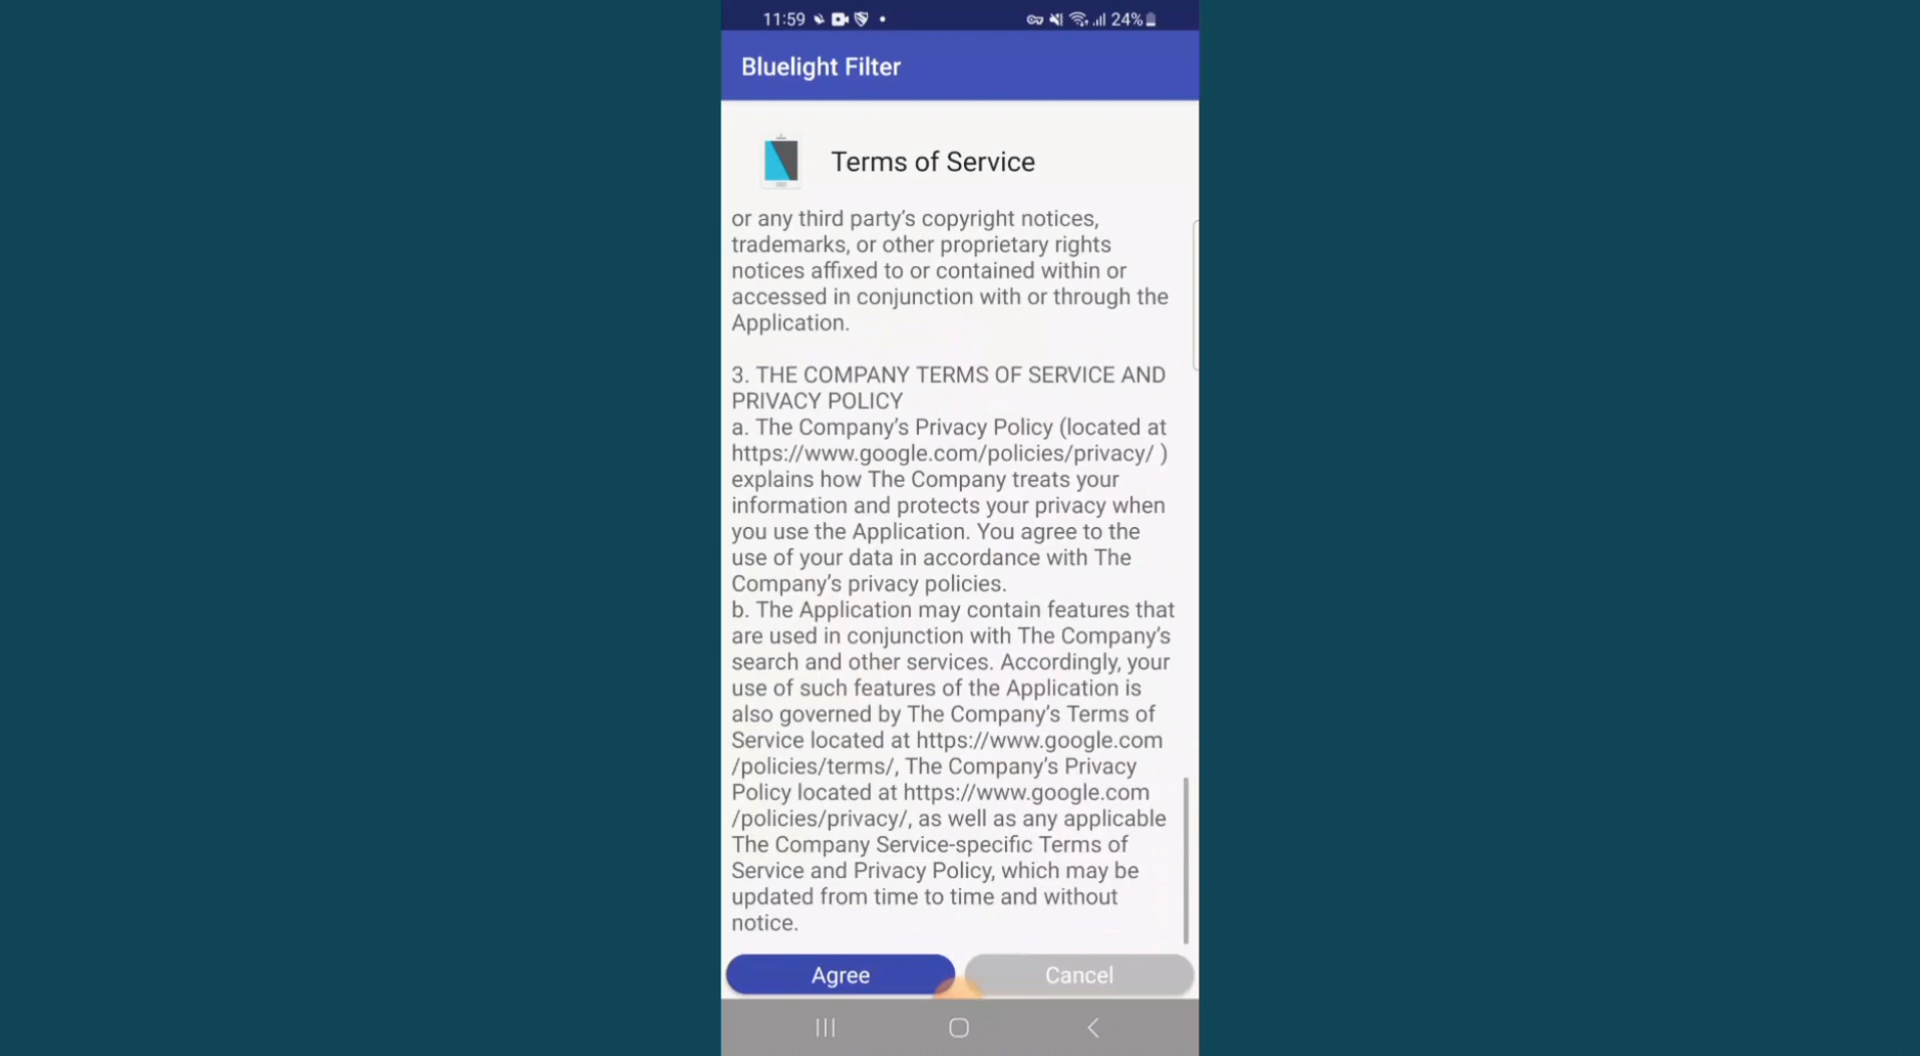 11:59
24%
Bluelight Filter
Terms of Service
or any third party’s copyright notices,
trademarks, or other proprietary rights
notices affixed to or contained within or
accessed in conjunction with or through the
Application.
3. THE COMPANY TERMS OF SERVICE AND
PRIVACY POLICY
a. The Company’s Privacy Policy (located at
https://www.google.com/policies/privacy/ )
explains how The Company treats your
information and protects your privacy when
you use the Application. You agree to the
use of your data in accordance with The
Company’s privacy policies.
b. The Application may contain features that
are used in conjunction with The Company’s
search and other services. Accordingly, your
use of such features of the Application is
also governed by The Company’s Terms of
Service located at https://www.google.com
/policies/terms/, The Company’s Privacy
Policy located at https://www.google.com
/policies/privacy/, as well as any applicable
The Company Service-specific Terms of
Service and Privacy Policy, which may be
updated from time to time and without
notice.
Agree
Cancel